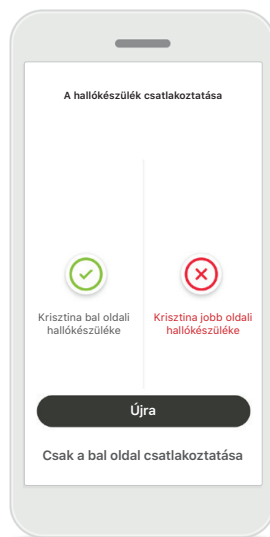 A hallókészülék csatlakoztatása
Krisztina bal oldali
hallókészüléke
Krisztina jobb oldali
hallókészüléke
Újra
Csak a bal oldal csatlakoztatása